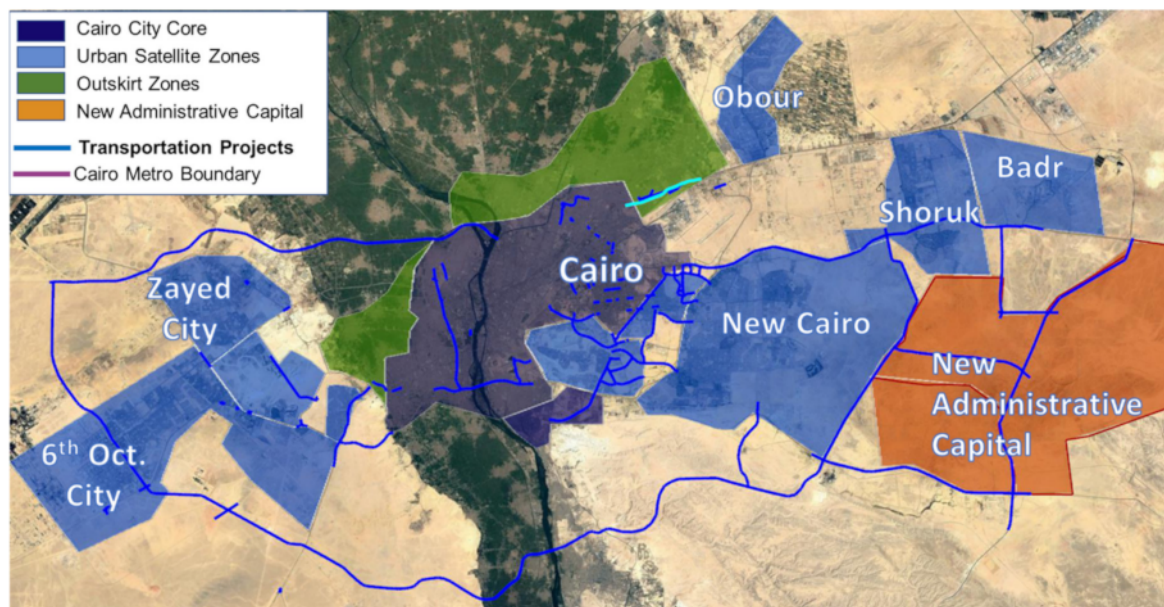 Cairo City Core
Urban Satellite Zones
Outskirt Zones
New Administrative Capital
Transportation Projects
Cairo Metro Boundary
Obour
Badr
Shoruk
Cairo
Zayed
City
New Cairo
New
Administrative
Capital
6th Oct.
City